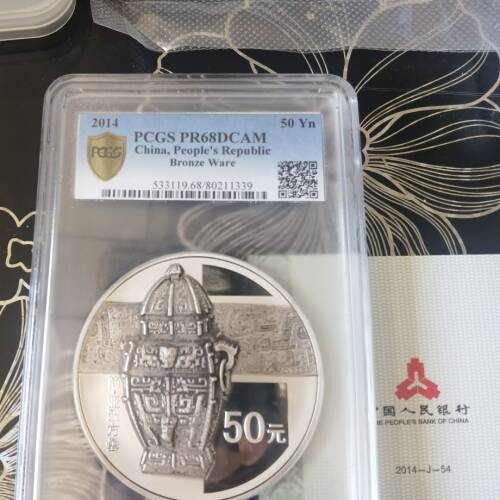 2014 50 Yn
PCGS PR68DCAM
China, People's Republic
Bronze Ware
533119.68/80211339
PCGS
50元
中国人民银行
THE PEOPLE'S BANK OF CHINA
2014-J-54